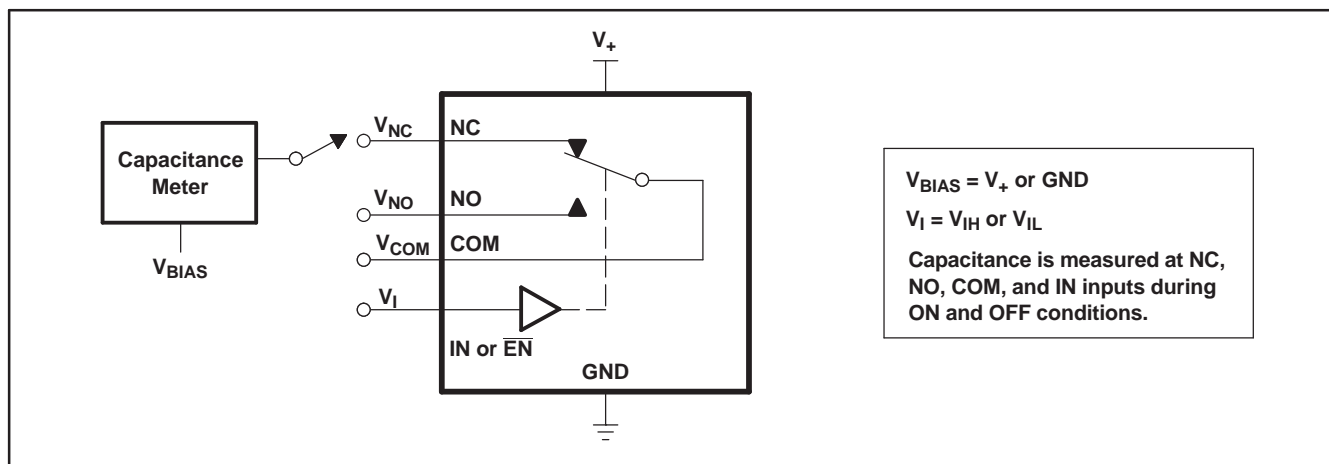 V+
Capacitance
Meter
VBIAS
VNC
NC
VNO
NO
VCOM
COM
VI
IN or E̅N̅
GND
VBIAS = V+ or GND
VI = VIH or VIL
Capacitance is measured at NC,
NO, COM, and IN inputs during
ON and OFF conditions.